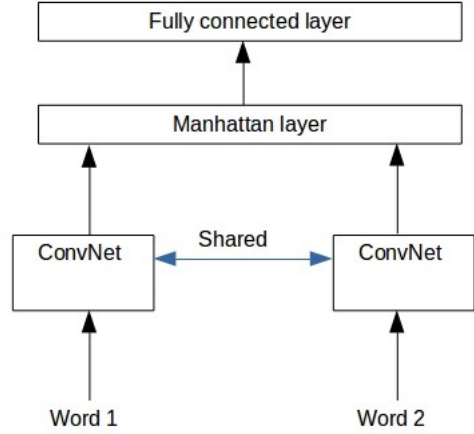 Fully connected layer
Manhattan layer
Shared
ConvNet
ConvNet
Word 1
Word 2